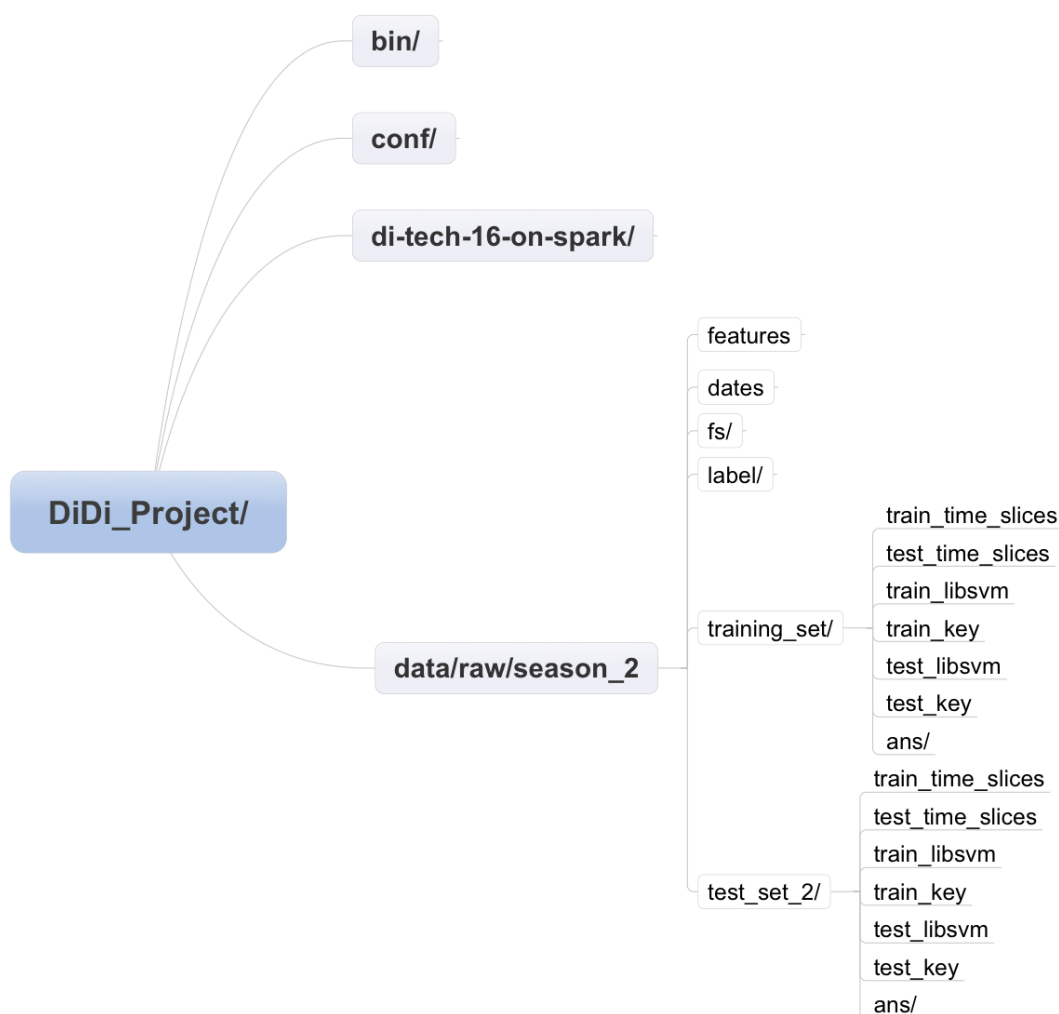 bin/
conf/
di-tech-16-on-spark/
DiDi_Project/
data/raw/season_2
features
dates
fs/
label/
training_set/
train_time_slices
test_time_slices
train_libsvm
train_key
test_libsvm
test_key
ans/
test_set_2/
train_time_slices
test_time_slices
train_libsvm
train_key
test_libsvm
test_key
ans/